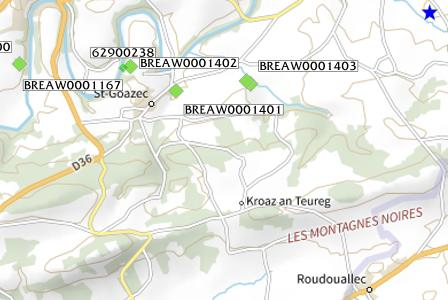 00
62900238
BREAW0001402
BREAW0001403
BREAW0001167
St-Goazec
BREAW0001401
D36
Kroaz an Teureg
LES MONTAGNES NOIRES
Roudouallec